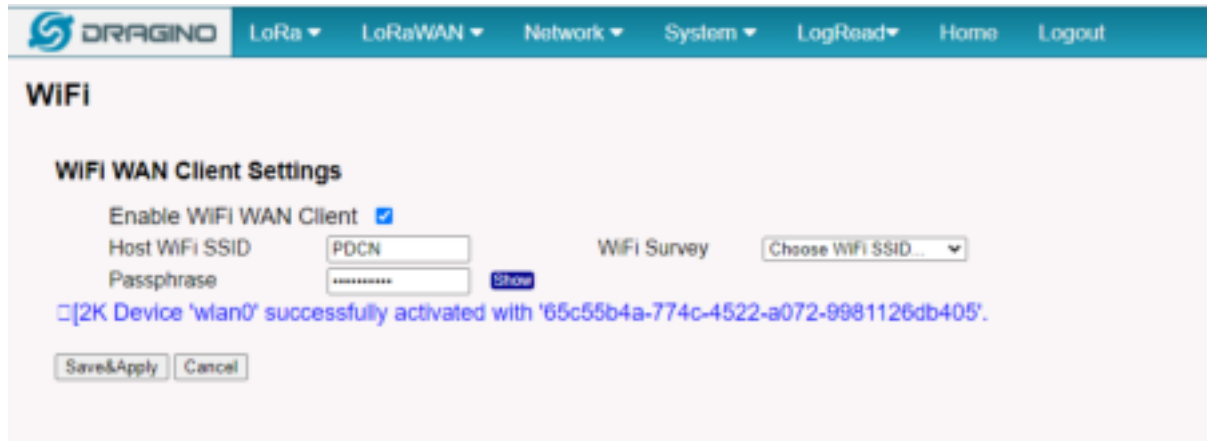 DRAGINO LoRa LoRaWAN Network System LogRead Home Logout
WiFi
WiFi WAN Client Settings
Enable WiFi WAN Client
Host WiFi SSID PDCN WiFi Survey Choose WiFi SSID...
Passphrase ••••••••••• Show
□[2K Device 'wlan0' successfully activated with '65c55b4a-774c-4522-a072-9981126db405'.
Save&Apply Cancel